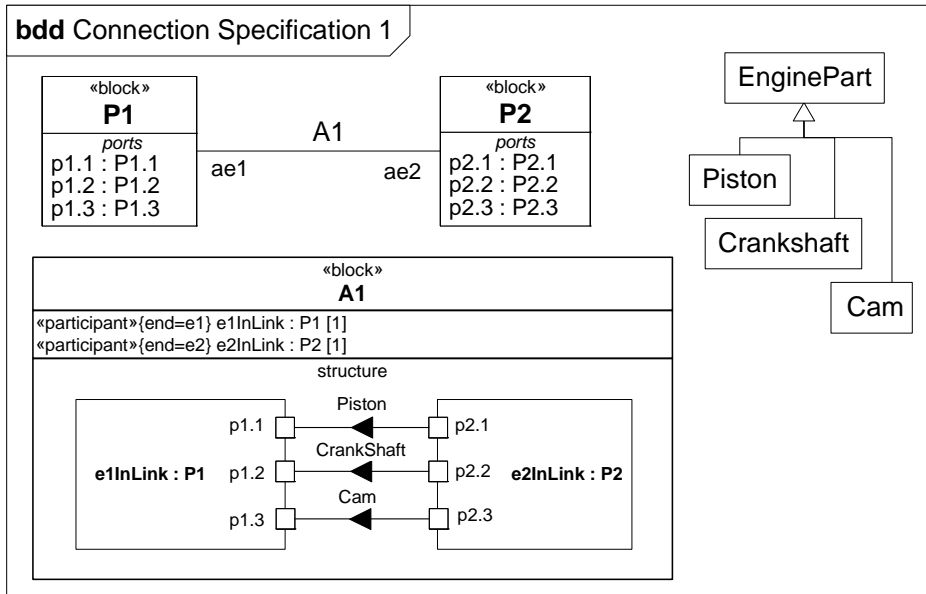 bdd Connection Specification 1
«block»
P1
ports
p1.1 : P1.1
p1.2 : P1.2
p1.3 : P1.3
A1
ae1
ae2
«block»
P2
ports
p2.1 : P2.1
p2.2 : P2.2
p2.3 : P2.3
EnginePart
Piston
Crankshaft
Cam
«block»
A1
«participant»{end=e1} e1InLink : P1 [1]
«participant»{end=e2} e2InLink : P2 [1]
structure
Piston
p1.1
p2.1
CrankShaft
e1InLink : P1
p1.2
p2.2
e2InLink : P2
Cam
p1.3
p2.3